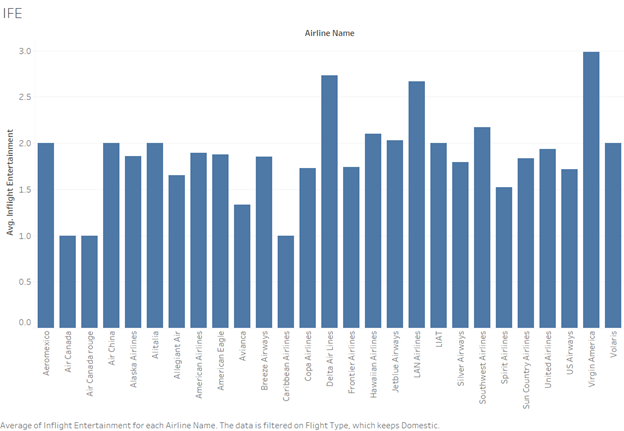 IFE
Airline Name
3.0
2.5
2.0
1.5
1.0
0.5
0.0
Avg. Inflight Entertainment
Aeromexico
Air Canada
Air Canada rouge
Air China
Alaska Airlines
Alitalia
Allegiant Air
American Airlines
American Eagle
Avianca
Breeze Airways
Caribbean Airlines
Copa Airlines
Delta Air Lines
Frontier Airlines
Hawaiian Airlines
Jetblue Airways
LAN Airlines
LIAT
Silver Airways
Southwest Airlines
Spirit Airlines
Sun Country Airlines
United Airlines
US Airways
Virgin America
Volaris
Average of Inflight Entertainment for each Airline Name. The data is filtered on Flight Type, which keeps Domestic.